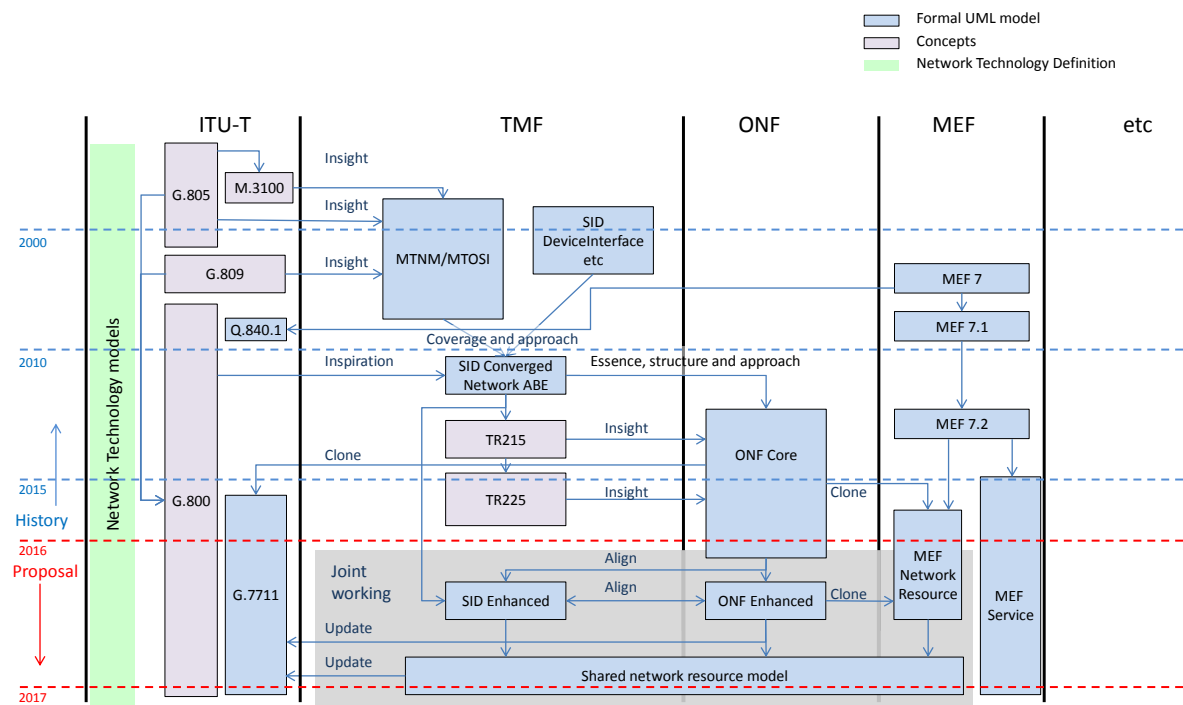 Formal UML model
Concepts
Network Technology Definition
ITU-T
TMF
ONF
MEF
etc
Insight
G.805
M.3100
Insight
SID
DeviceInterface
etc
2000
MTNM/MTOSI
G.809
Insight
MEF 7
Q.840.1
MEF 7.1
Coverage and approach
2010
Inspiration
SID Converged
Network ABE
Essence, structure and approach
Network Technology models
TR215
Insight
ONF Core
MEF 7.2
Clone
2015
G.800
TR225
Insight
Clone
History
2016
Proposal
Joint
working
Align
MEF
Network
Resource
G.7711
SID Enhanced
Align
ONF Enhanced
Clone
MEF
Service
Update
Update
Shared network resource model
2017